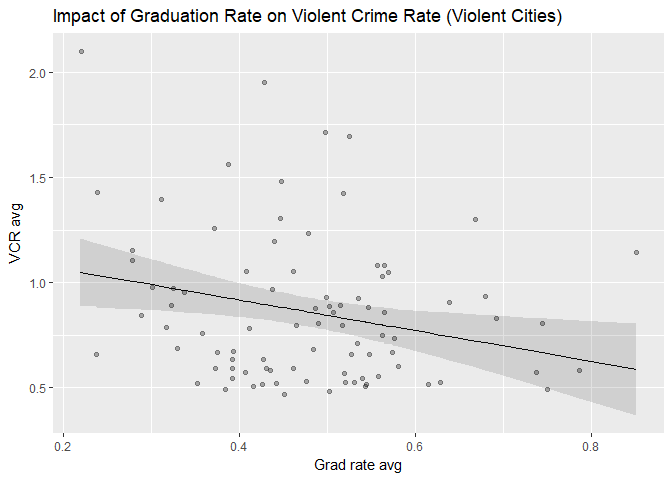 Impact of Graduation Rate on Violent Crime Rate (Violent Cities)
2.0
1.5
1.0
0.5
VCR avg
0.2 0.4 0.6 0.8
Grad rate avg